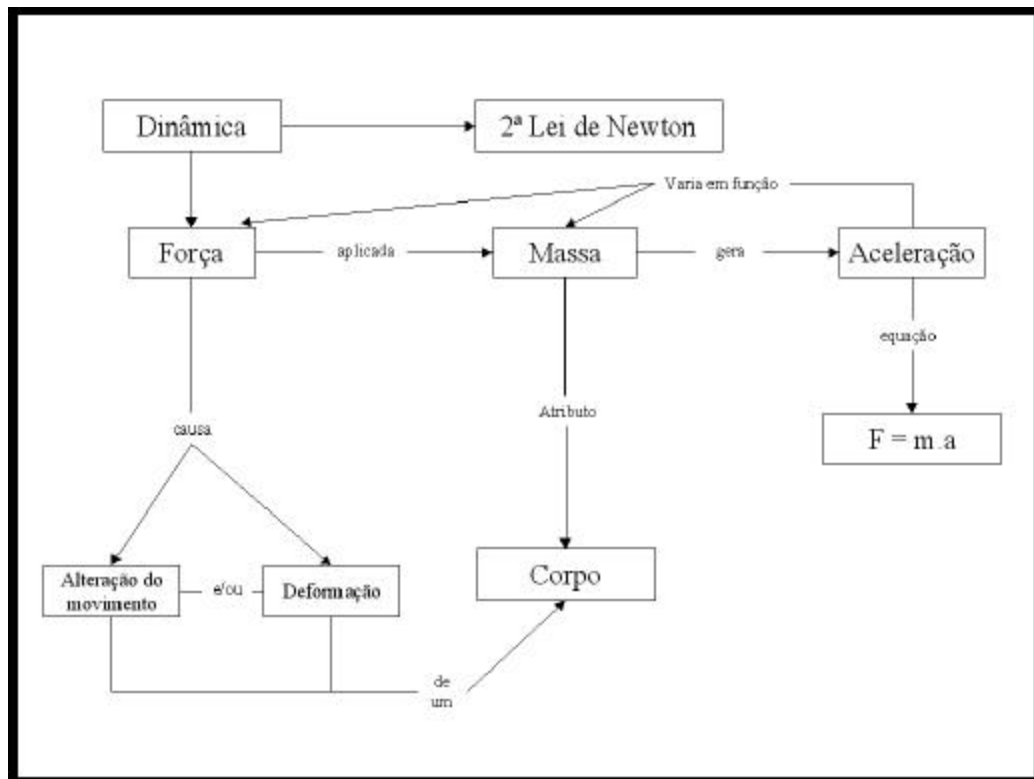 Dinâmica
2ª Lei de Newton
Varia em função
Força
aplicada
Massa
gera
Aceleração
equação
Atributo
F = m.a
causa
Corpo
Alteração do
movimento
e/ou
Deformação
de
um